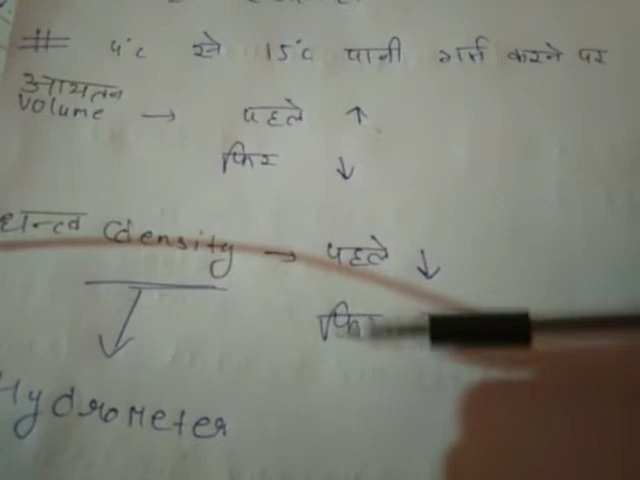 # 4°c से 15°c पानी गर्म करने पर
आयतन
Volume → पहले ↑
फिर ↓
घनत्व (density → पहले ↓
फि
Hydrometer